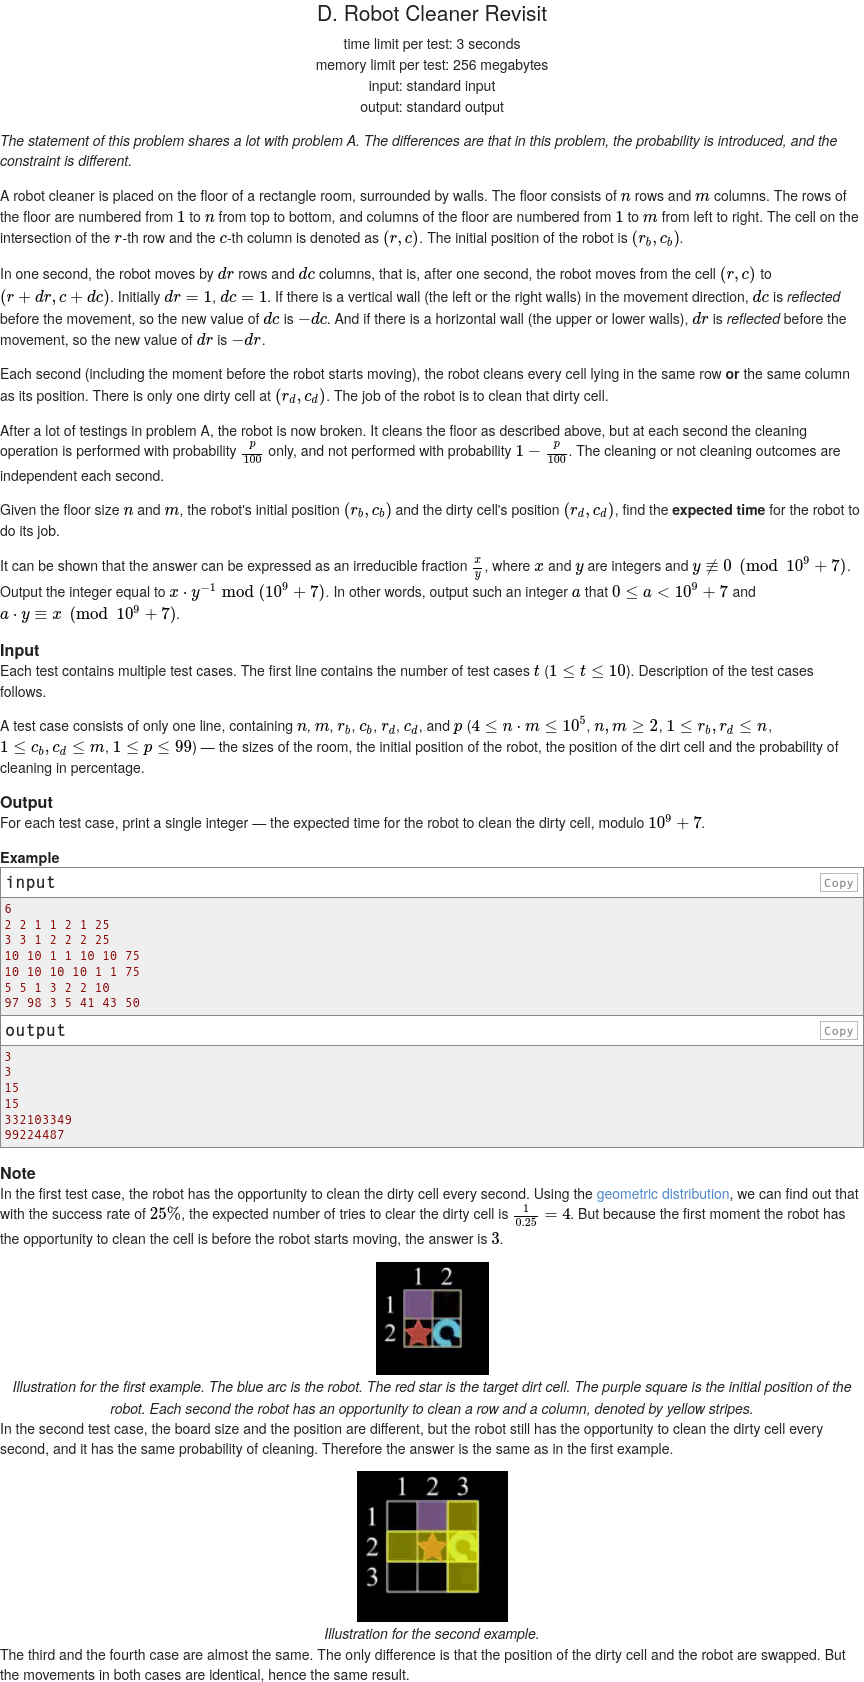 D. Robot Cleaner Revisit
time limit per test: 3 seconds
memory limit per test: 256 megabytes
input: standard input
output: standard output
The statement of this problem shares a lot with problem A. The differences are that in this problem, the probability is introduced, and the
constraint is different.
A robot cleaner is placed on the floor of a rectangle room, surrounded by walls. The floor consists of n rows and m columns. The rows of
the floor are numbered from 1 to n from top to bottom, and columns of the floor are numbered from 1 to m from left to right. The cell on the
intersection of the r-th row and the c-th column is denoted as (r, c). The initial position of the robot is (r_b, c_b).
In one second, the robot moves by dr rows and dc columns, that is, after one second, the robot moves from the cell (r, c) to
(r + dr, c + dc). Initially dr = 1, dc = 1. If there is a vertical wall (the left or the right walls) in the movement direction, dc is reflected
before the movement, so the new value of dc is −dc. And if there is a horizontal wall (the upper or lower walls), dr is reflected before the
movement, so the new value of dr is −dr.
Each second (including the moment before the robot starts moving), the robot cleans every cell lying in the same row or the same column
as its position. There is only one dirty cell at (r_d, c_d). The job of the robot is to clean that dirty cell.
After a lot of testings in problem A, the robot is now broken. It cleans the floor as described above, but at each second the cleaning
operation is performed with probability p/100 only, and not performed with probability 1 − p/100. The cleaning or not cleaning outcomes are
independent each second.
Given the floor size n and m, the robot's initial position (r_b, c_b) and the dirty cell's position (r_d, c_d), find the expected time for the robot to
do its job.
It can be shown that the answer can be expressed as an irreducible fraction x/y, where x and y are integers and y ≢ 0 (mod 10^9 + 7).
Output the integer equal to x · y^−1 mod (10^9 + 7). In other words, output such an integer a that 0 ≤ a < 10^9 + 7 and
a · y ≡ x (mod 10^9 + 7).
Input
Each test contains multiple test cases. The first line contains the number of test cases t (1 ≤ t ≤ 10). Description of the test cases
follows.
A test case consists of only one line, containing n, m, r_b, c_b, r_d, c_d, and p (4 ≤ n · m ≤ 10^5, n, m ≥ 2, 1 ≤ r_b, r_d ≤ n,
1 ≤ c_b, c_d ≤ m, 1 ≤ p ≤ 99) — the sizes of the room, the initial position of the robot, the position of the dirt cell and the probability of
cleaning in percentage.
Output
For each test case, print a single integer — the expected time for the robot to clean the dirty cell, modulo 10^9 + 7.
Example
input
Copy
6
2 2 1 1 2 1 25
3 3 1 2 2 2 25
10 10 1 1 10 10 75
10 10 10 10 1 1 75
5 5 1 3 2 2 10
97 98 3 5 41 43 50
output
Copy
3
3
15
15
332103349
99224487
Note
In the first test case, the robot has the opportunity to clean the dirty cell every second. Using the geometric distribution, we can find out that
with the success rate of 25%, the expected number of tries to clear the dirty cell is 1/0.25 = 4. But because the first moment the robot has
the opportunity to clean the cell is before the robot starts moving, the answer is 3.
1 2
1
2
Illustration for the first example. The blue arc is the robot. The red star is the target dirt cell. The purple square is the initial position of the
robot. Each second the robot has an opportunity to clean a row and a column, denoted by yellow stripes.
In the second test case, the board size and the position are different, but the robot still has the opportunity to clean the dirty cell every
second, and it has the same probability of cleaning. Therefore the answer is the same as in the first example.
1 2 3
1
2
3
Illustration for the second example.
The third and the fourth case are almost the same. The only difference is that the position of the dirty cell and the robot are swapped. But
the movements in both cases are identical, hence the same result.